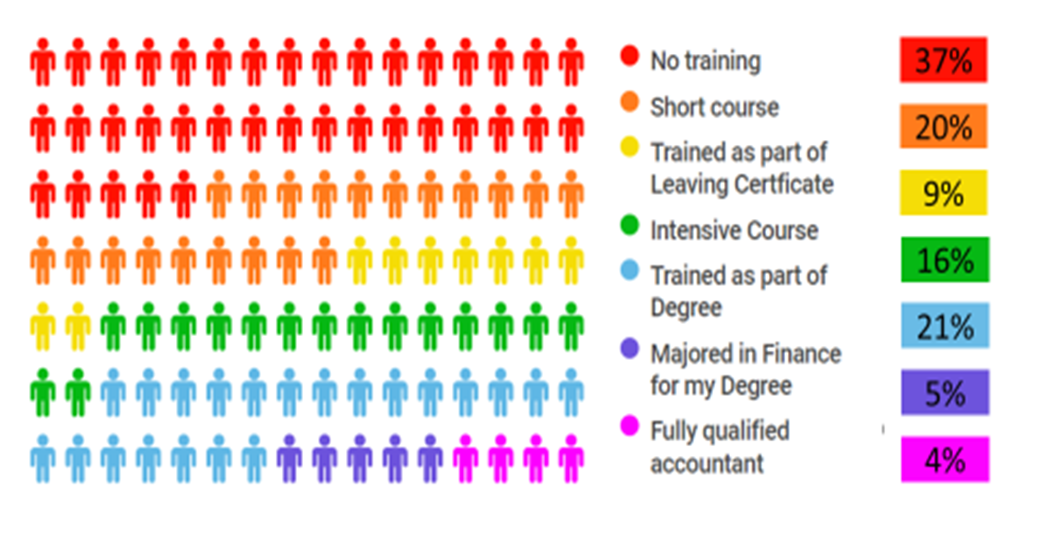 No training
37%
Short course
20%
Trained as part of
Leaving Certficate
9%
Intensive Course
16%
Trained as part of
Degree
21%
Majored in Finance
for my Degree
5%
Fully qualified
accountant
4%